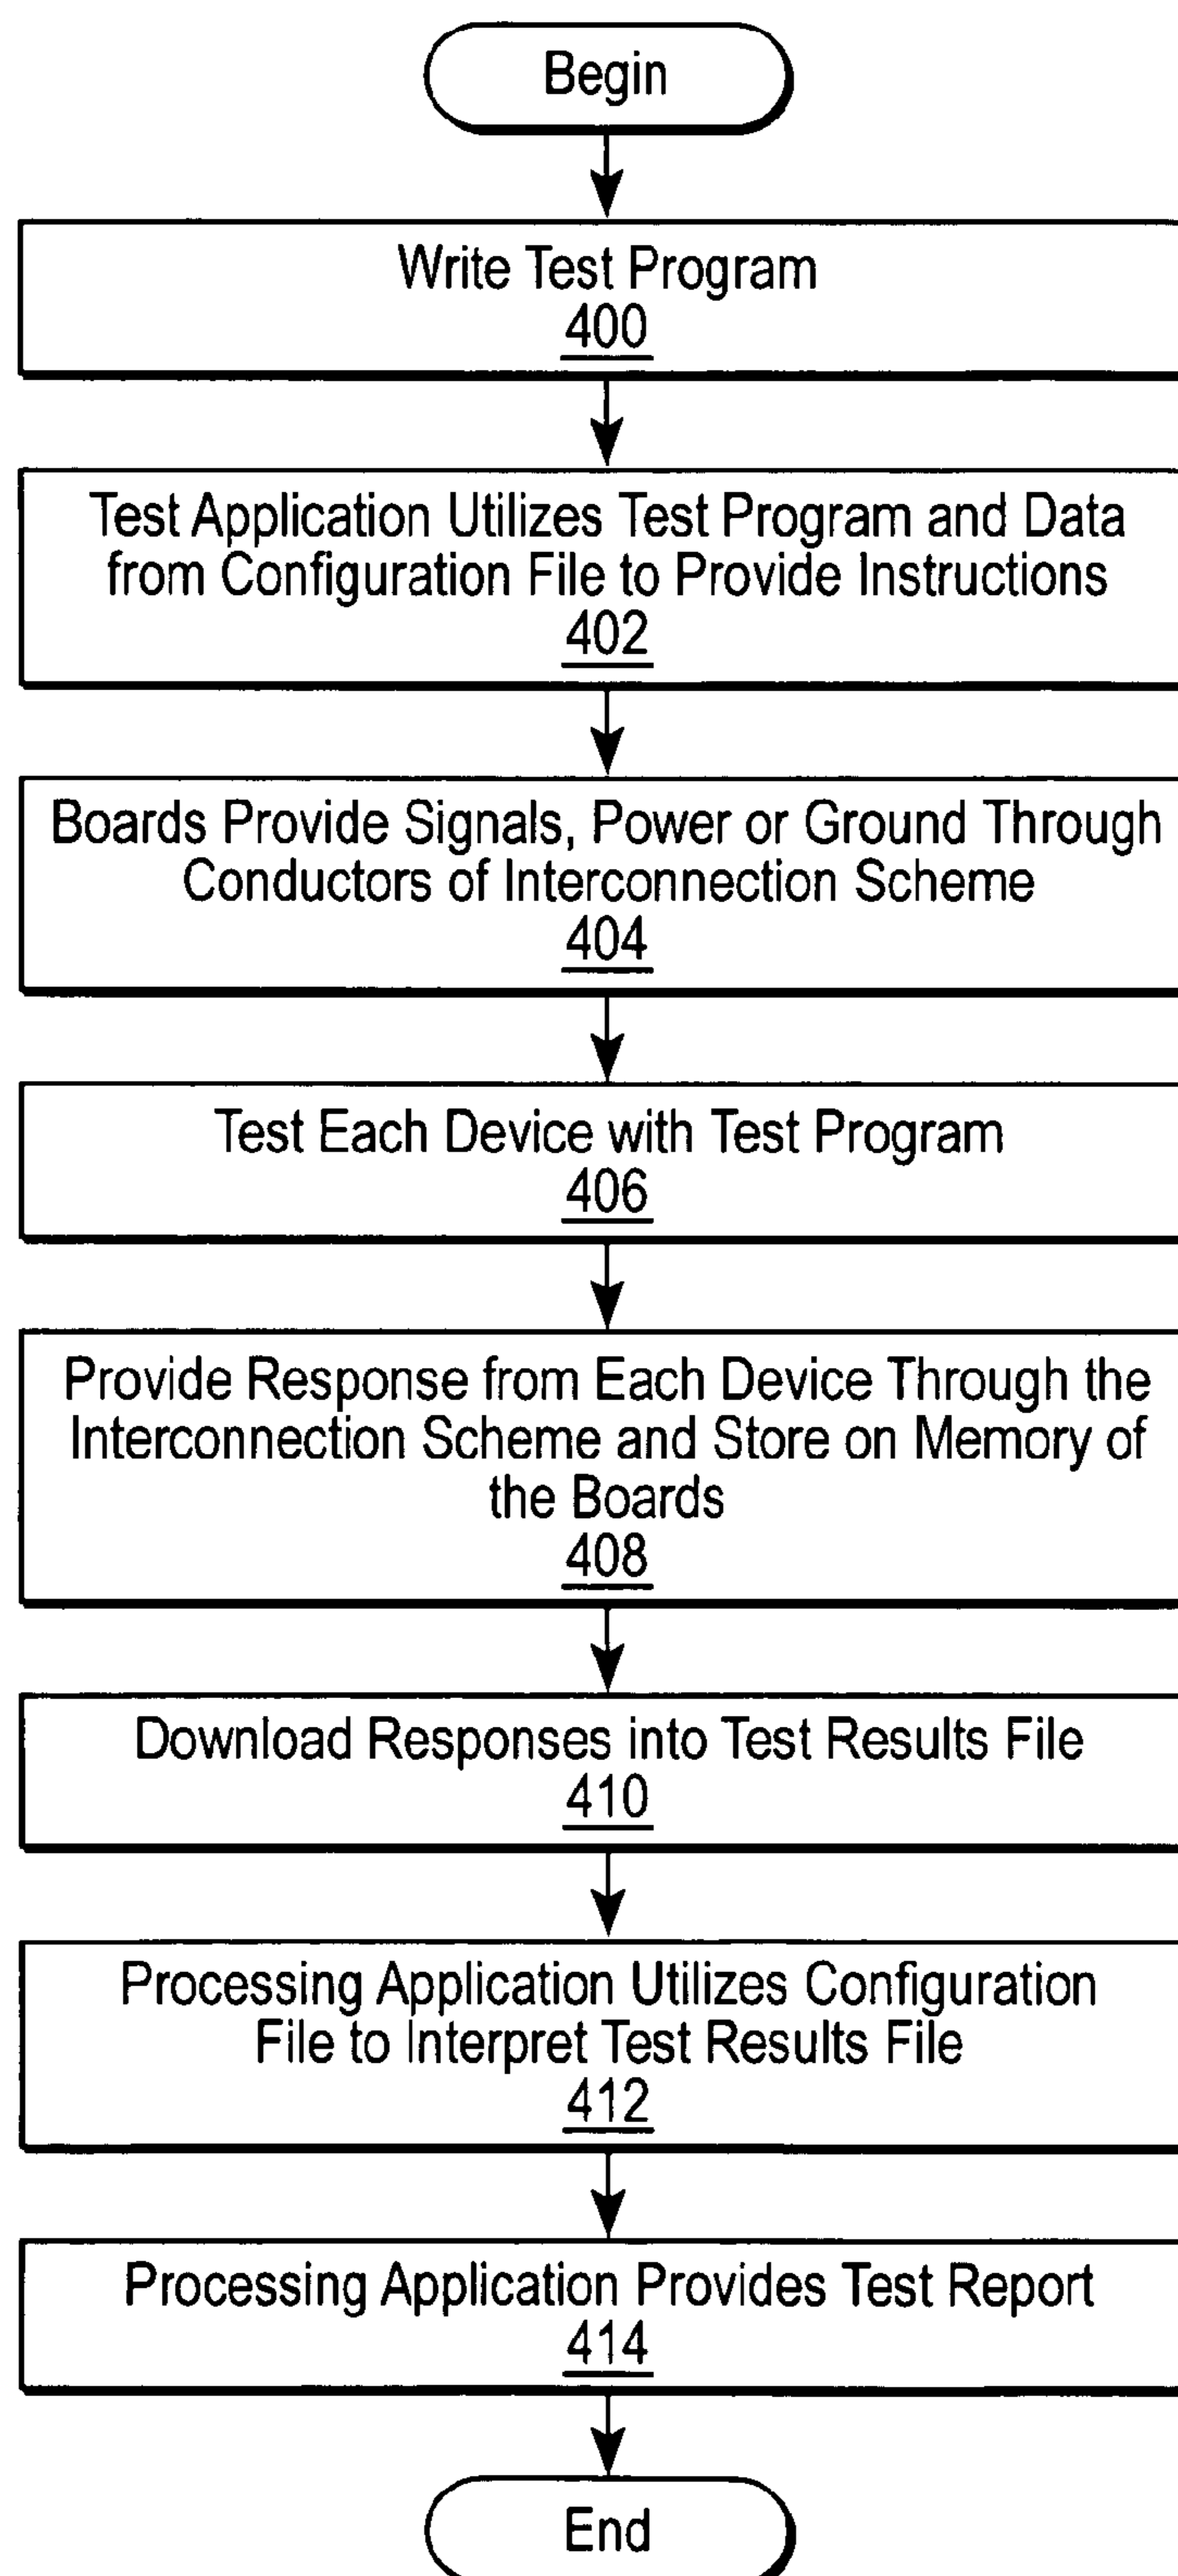 Begin
Write Test Program
400
Test Application Utilizes Test Program and Data
from Configuration File to Provide Instructions
402
Boards Provide Signals, Power or Ground Through
Conductors of Interconnection Scheme
404
Test Each Device with Test Program
406
Provide Response from Each Device Through the
Interconnection Scheme and Store on Memory of
the Boards
408
Download Responses into Test Results File
410
Processing Application Utilizes Configuration
File to Interpret Test Results File
412
Processing Application Provides Test Report
414
End